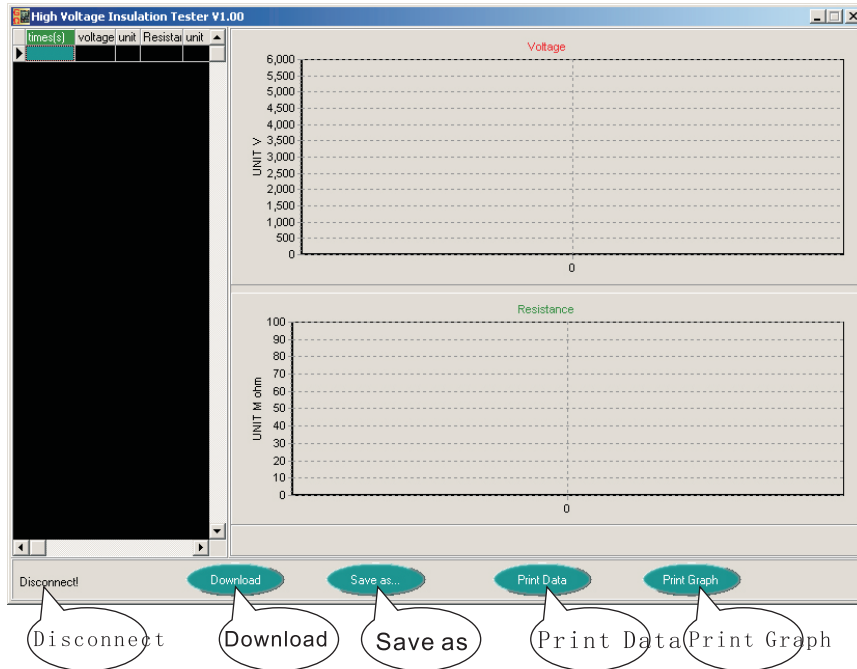 High Voltage Insulation Tester V1.00
times(s) voltage unit Resistar unit
Voltage
6,000
5,500
5,000
4,500
4,000
3,500
3,000
2,500
2,000
1,500
1,000
500
0
UNIT V
0
Resistance
100
90
80
70
60
50
40
30
20
10
0
UNIT M ohm
0
Disconnect!
Download
Save as...
Print Data
Print Graph
Disconnect
Download
Save as
Print Data
Print Graph